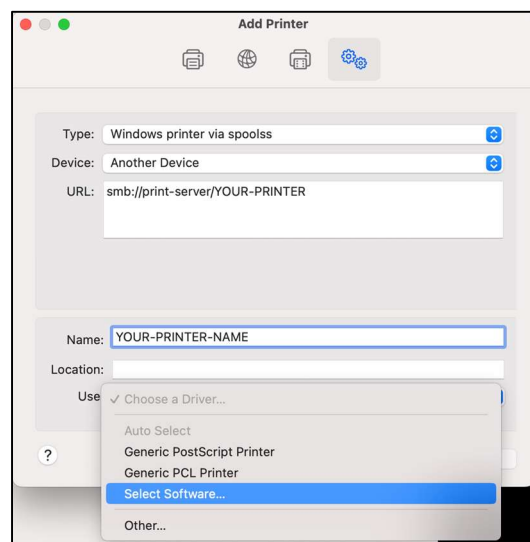 Add Printer
Type: Windows printer via spoolss
Device: Another Device
URL: smb://print-server/YOUR-PRINTER
Name: YOUR-PRINTER-NAME
Location:
Use
✓ Choose a Driver...
Auto Select
?
Generic PostScript Printer
Generic PCL Printer
Select Software...
Other...